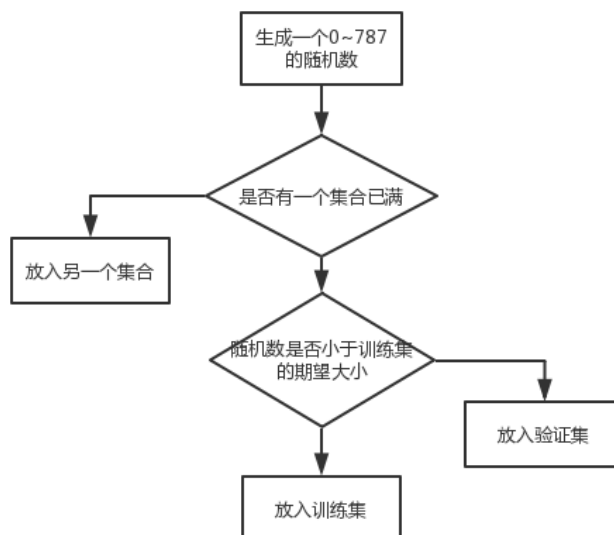 生成一个0~787
的随机数
是否有一个集合已满
放入另一个集合
随机数是否小于训练集
的期望大小
放入验证集
放入训练集